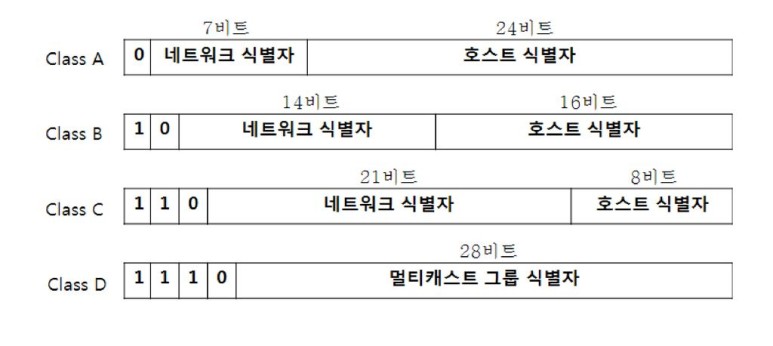 7비트 24비트
Class A 0 네트워크 식별자 호스트 식별자
14비트 16비트
Class B 1 0 네트워크 식별자 호스트 식별자
21비트 8비트
Class C 1 1 0 네트워크 식별자 호스트 식별자
28비트
Class D 1 1 1 0 멀티캐스트 그룹 식별자